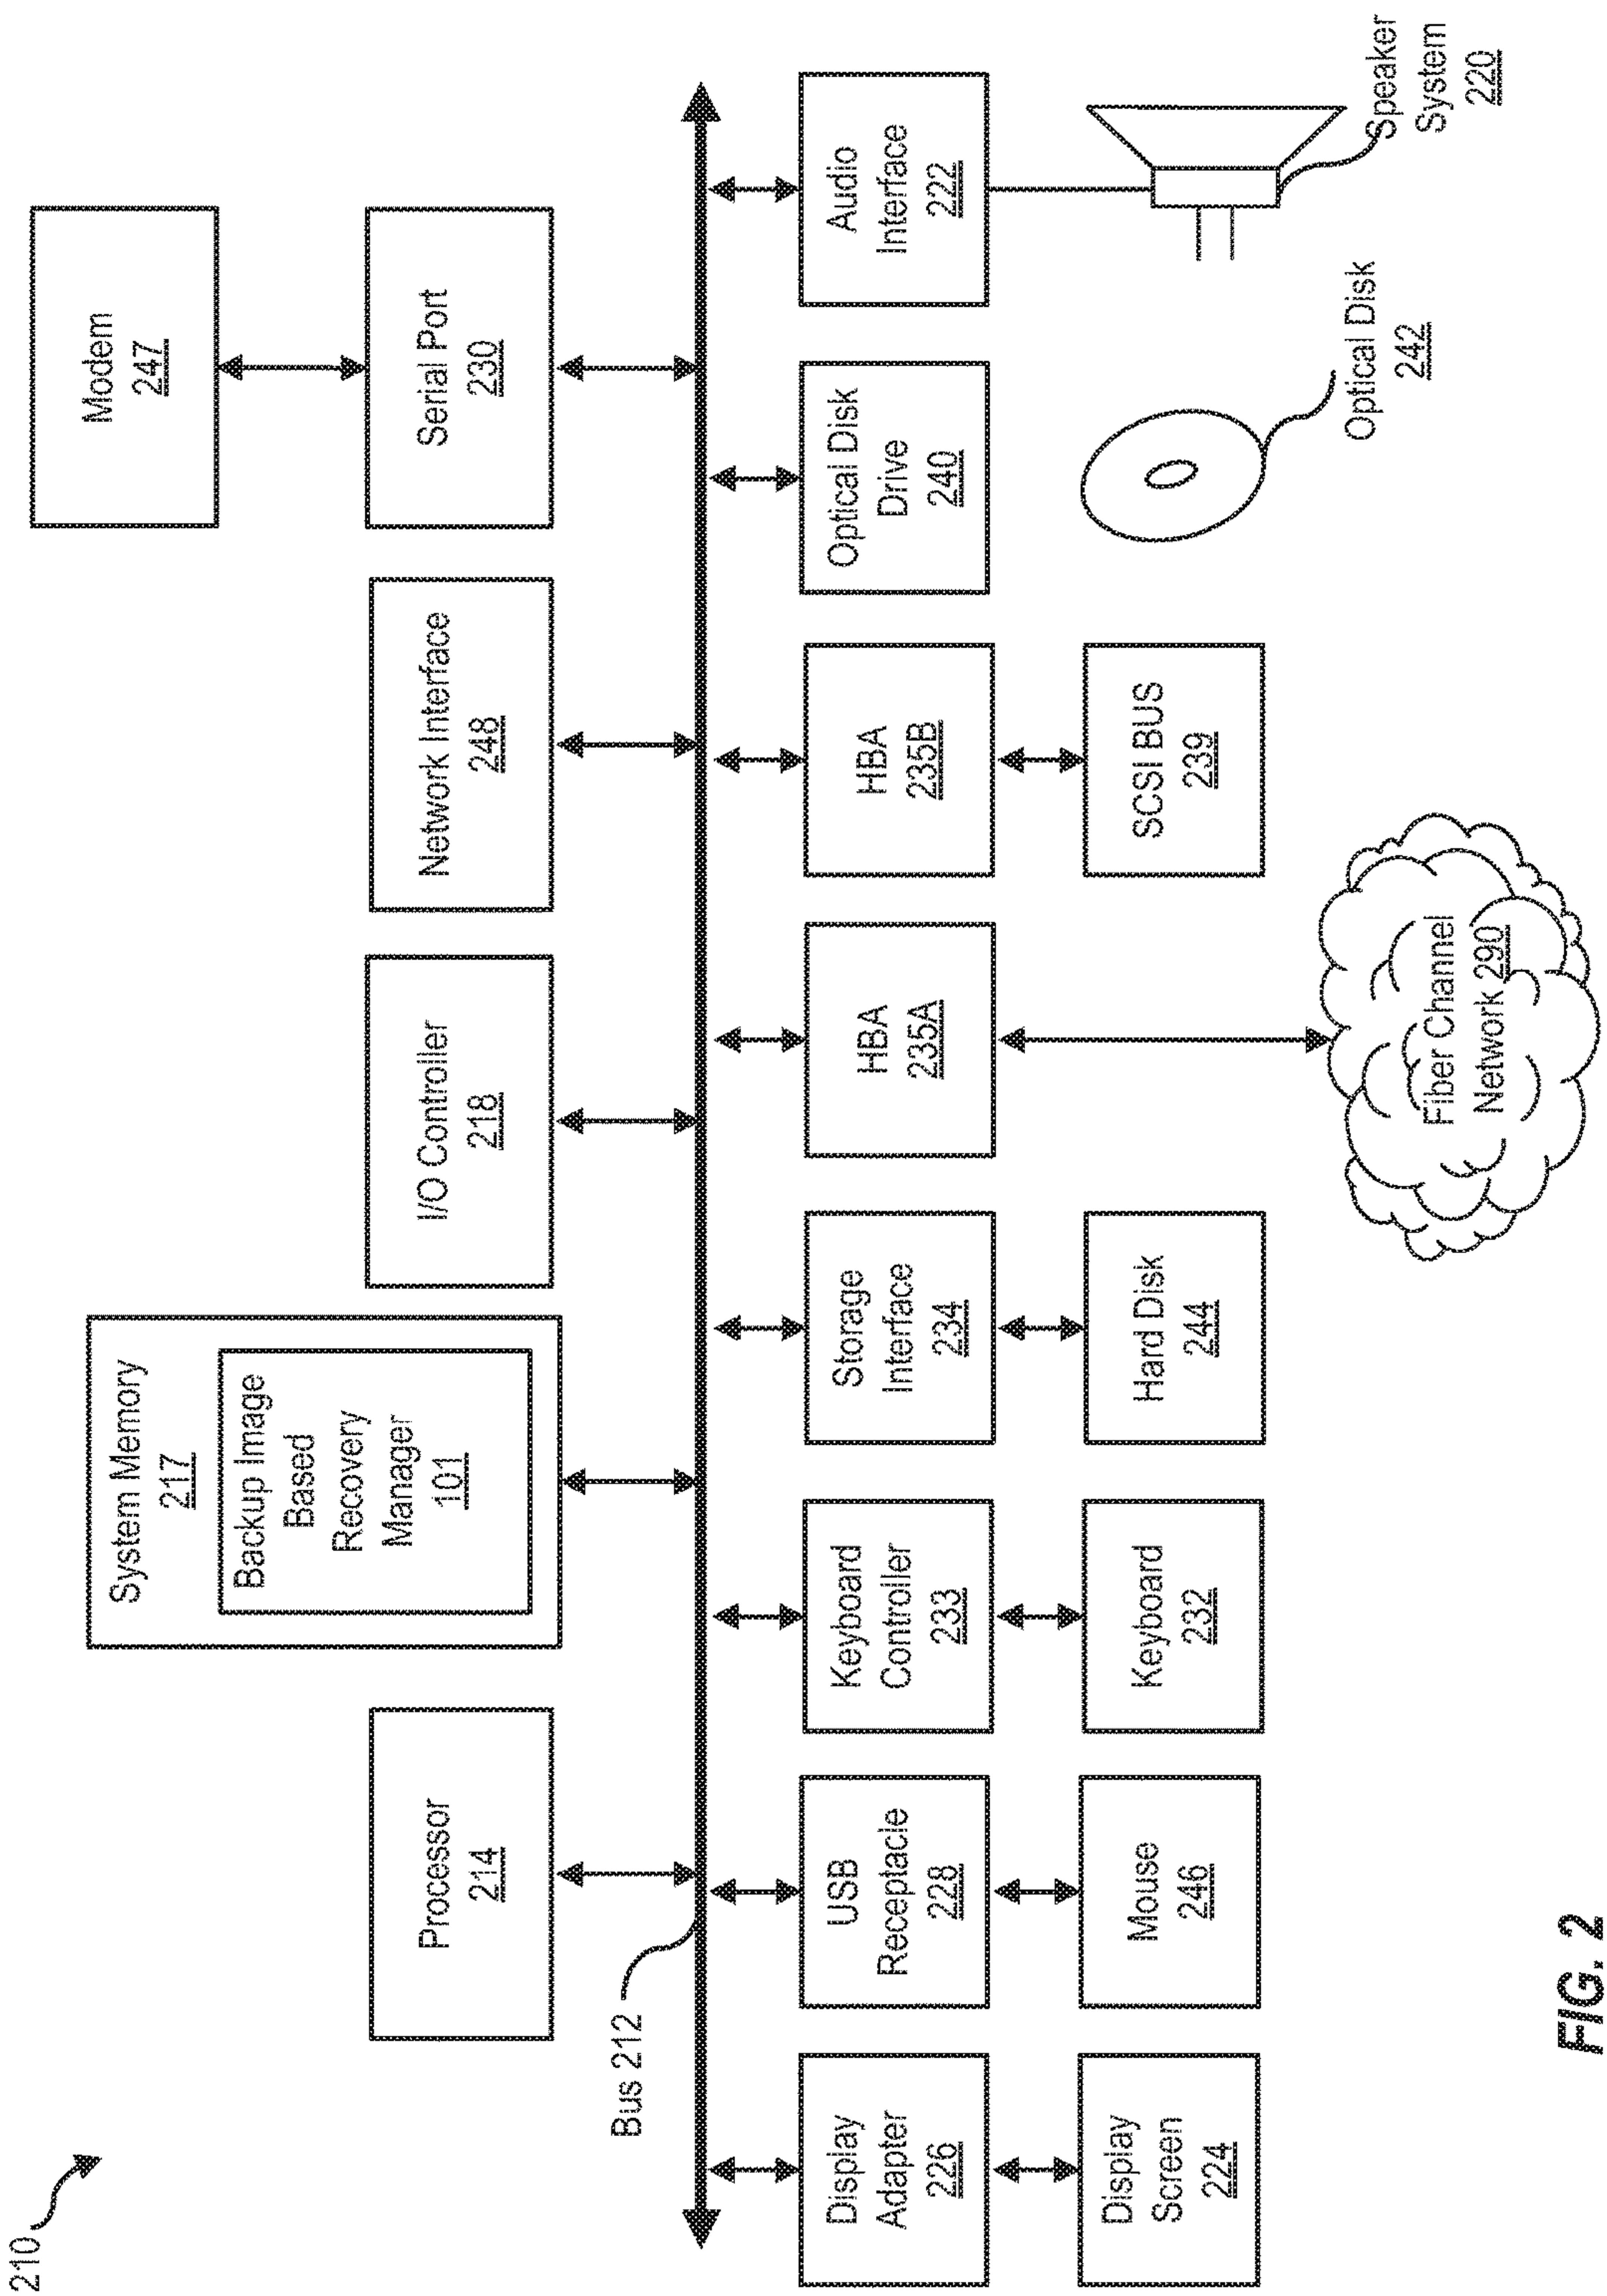 210
Processor
214
System Memory
217
Backup Image
Based
Recovery
Manager
101
I/O Controller
218
Network Interface
248
Modem
247
Serial Port
230
Bus 212
Display
Adapter
226
USB
Receptacle
228
Keyboard
Controller
233
Storage
Interface
234
HBA
235A
HBA
235B
Optical Disk
Drive
240
Audio
Interface
222
Display
Screen
224
Mouse
246
Keyboard
232
Hard Disk
244
Fiber Channel
Network 290
SCSI BUS
239
Optical Disk
242
Speaker
System
220
FIG. 2